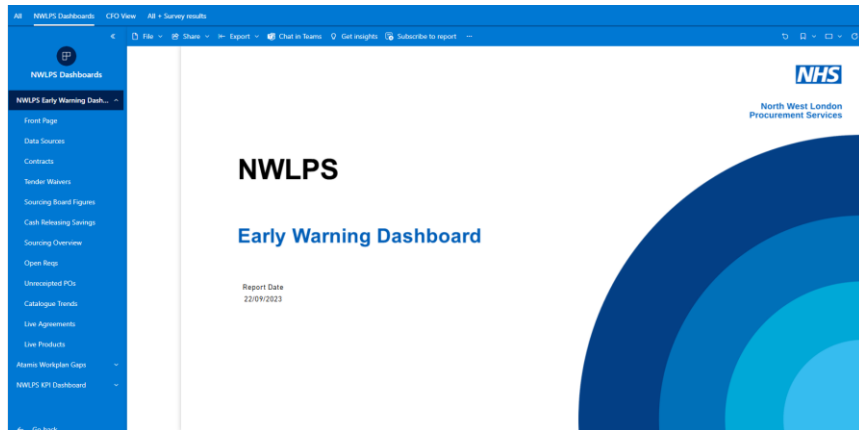 All NWLPS Dashboards CFO View All + Survey results
File Share Export Chat in Teams Get insights Subscribe to report ...
NWLPS Dashboards
NWLPS Early Warning Dash...
Front Page
Data Sources
Contracts
Tender Waivers
Sourcing Board Figures
Cash Releasing Savings
Sourcing Overview
Open Reqs
Unreceipted POs
Catalogue Trends
Live Agreements
Live Products
Atamis Workplan Gaps
NWLPS KPI Dashboard
Go back
NHS
North West London
Procurement Services
NWLPS
Early Warning Dashboard
Report Date
22/09/2023